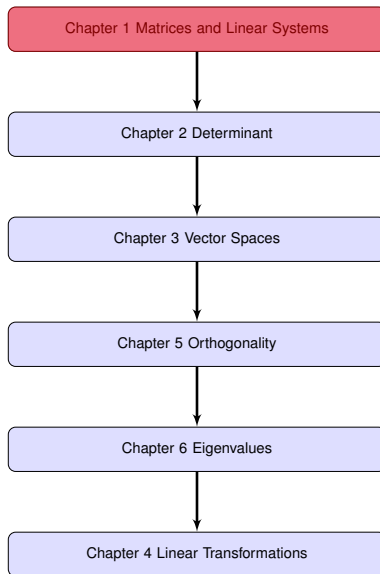 Chapter 1 Matrices and Linear Systems
Chapter 2 Determinant
Chapter 3 Vector Spaces
Chapter 5 Orthogonality
Chapter 6 Eigenvalues
Chapter 4 Linear Transformations